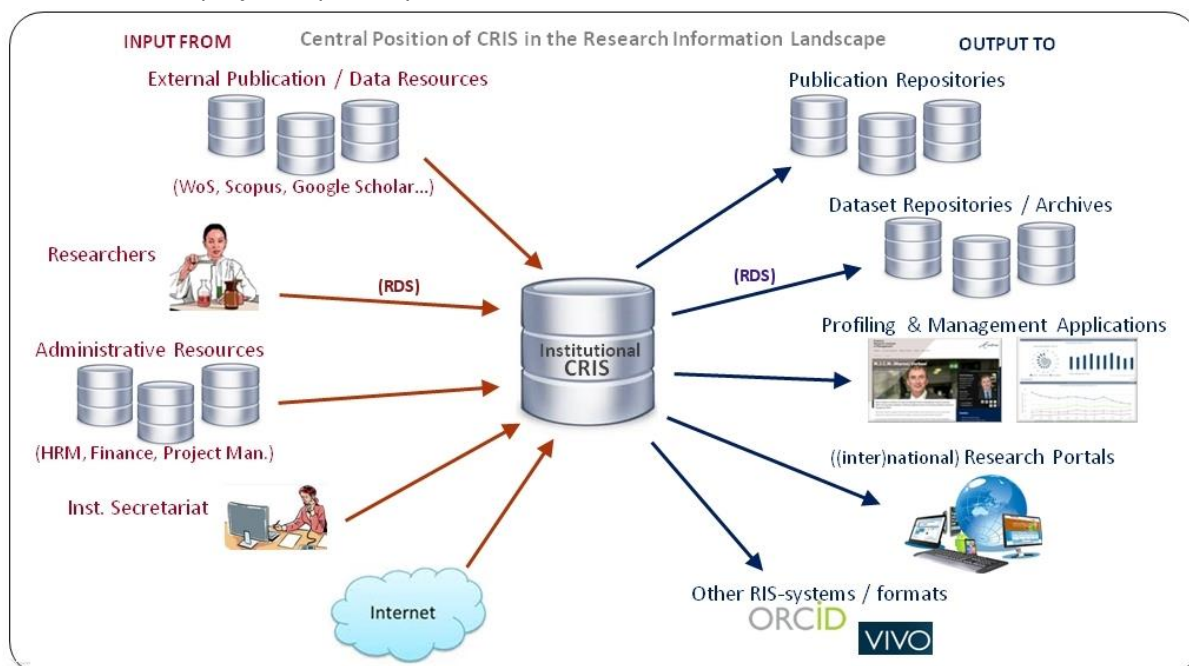 INPUT FROM
Central Position of CRIS in the Research Information Landscape
OUTPUT TO
External Publication / Data Resources
(WoS, Scopus, Google Scholar...)
Researchers
(RDS)
Administrative Resources
(HRM, Finance, Project Man.)
Inst. Secretariat
Internet
Institutional
CRIS
Publication Repositories
Dataset Repositories / Archives
(RDS)
Profiling & Management Applications
((inter)national) Research Portals
Other RIS-systems / formats
ORCiD
VIVO